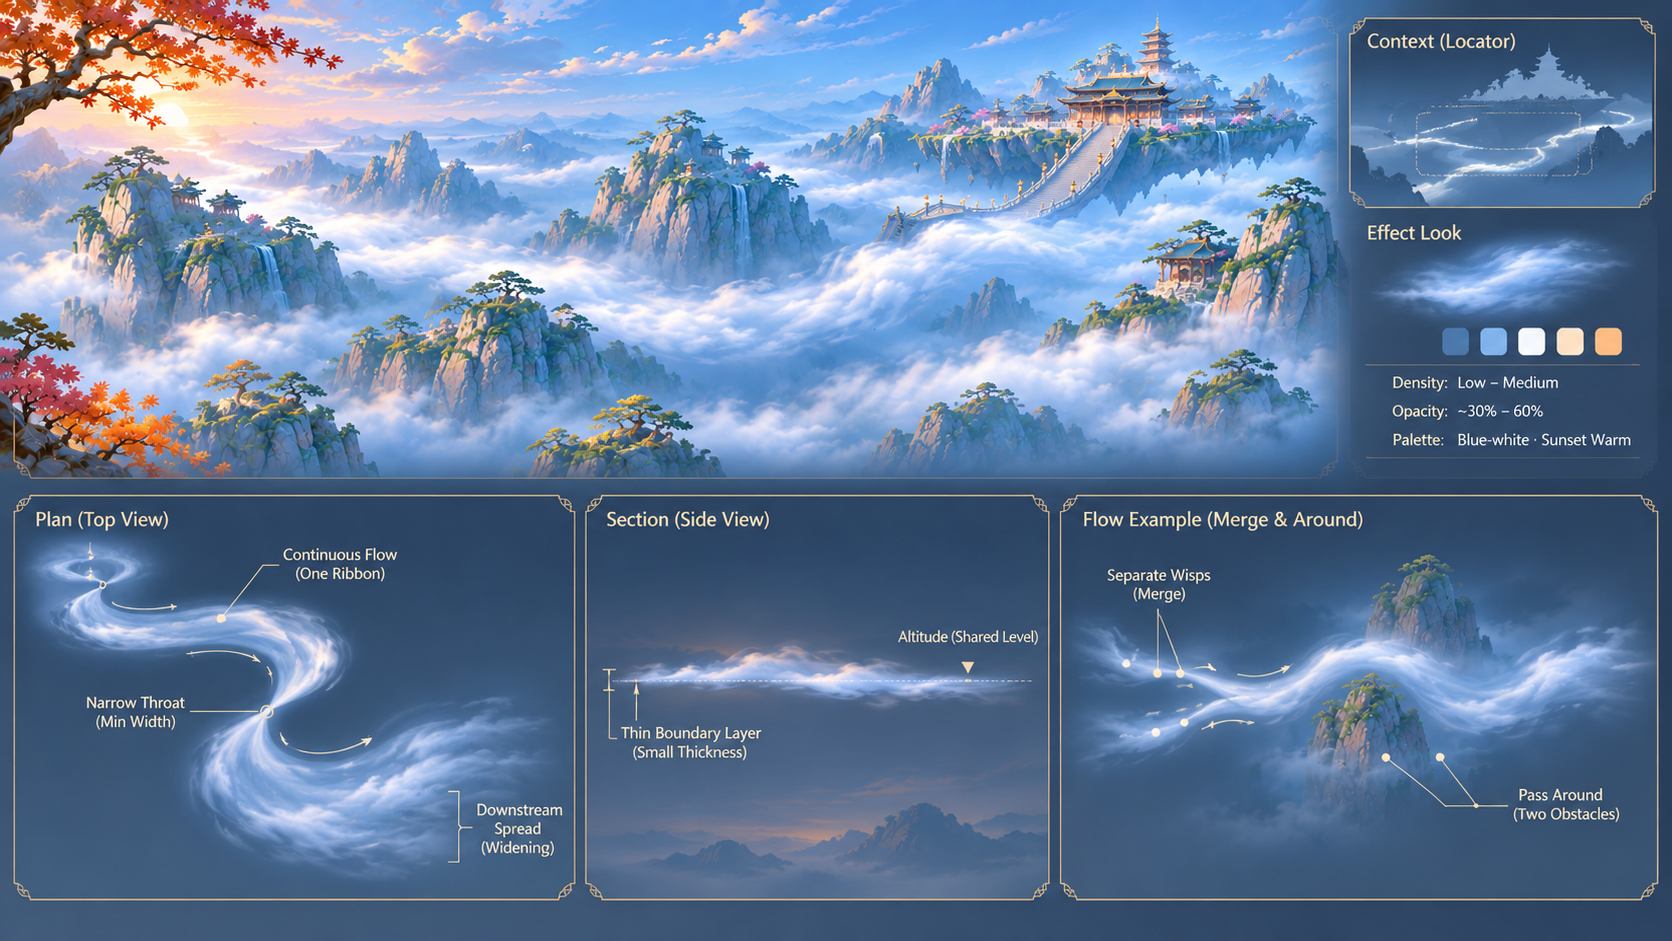 Context (Locator)
Effect Look
Density: Low – Medium
Opacity: ~30% – 60%
Palette: Blue-white · Sunset Warm
Plan (Top View)
Continuous Flow
(One Ribbon)
Narrow Throat
(Min Width)
Downstream
Spread
(Widening)
Section (Side View)
Altitude (Shared Level)
Thin Boundary Layer
(Small Thickness)
Flow Example (Merge & Around)
Separate Wisps
(Merge)
Pass Around
(Two Obstacles)